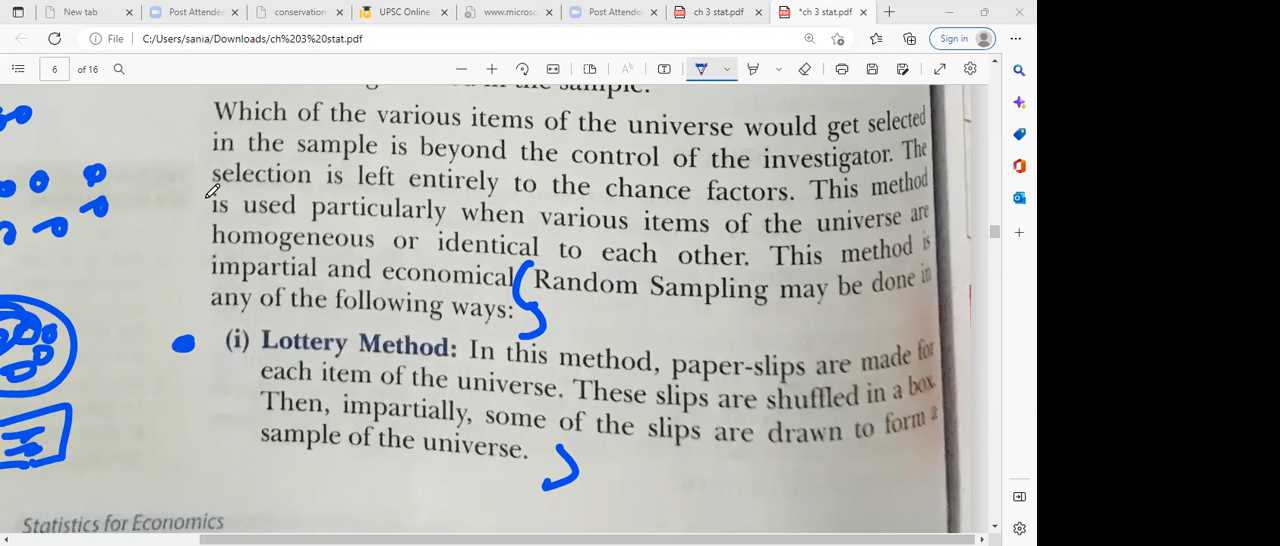 New tab
Post Attende
conservation-
UPSC Online
www.micros
Post Attende
ch 3 stat.pdf
*ch 3 stat.pdf
File C:/Users/sania/Downloads/ch%203%20stat.pdf
Sign in
6 of 16
in the sample.
Which of the various items of the universe would get selected
in the sample is beyond the control of the investigator. The
selection is left entirely to the chance factors. This method
is used particularly when various items of the universe are
homogeneous or identical to each other. This method is
impartial and economical Random Sampling may be done in
any of the following ways:
(i) Lottery Method: In this method, paper-slips are made for
each item of the universe. These slips are shuffled in a box.
Then, impartially, some of the slips are drawn to form a
sample of the universe.
Statistics for Economics